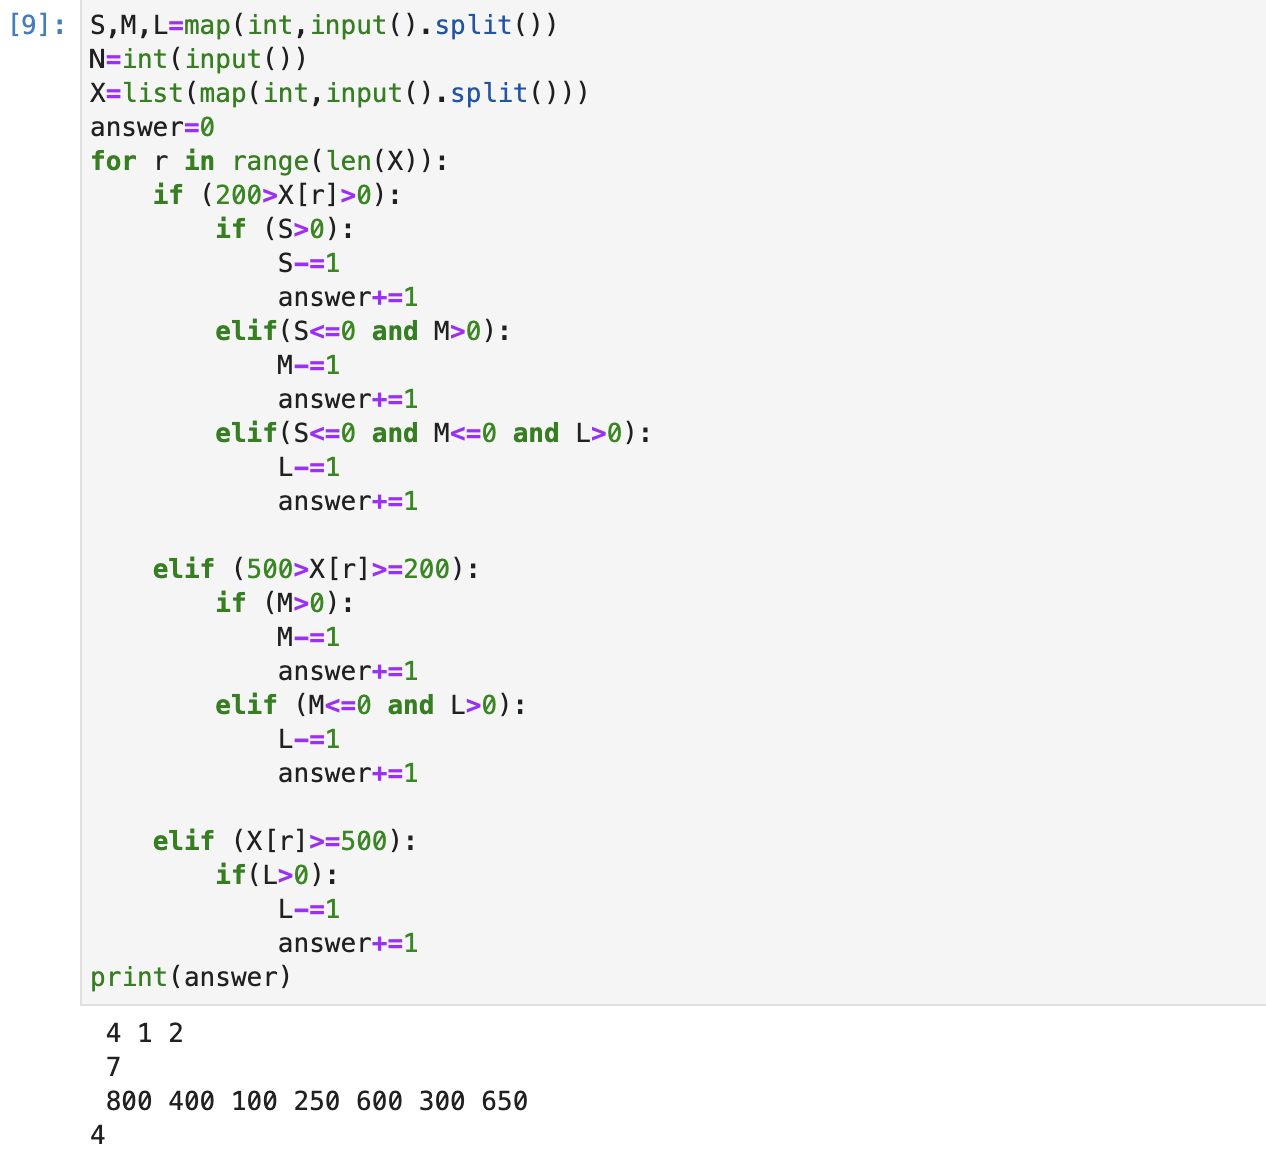 [9]: S,M,L=map(int,input().split())
N=int(input())
X=list(map(int,input().split()))
answer=0
for r in range(len(X)):
    if (200>X[r]>0):
        if (S>0):
            S-=1
            answer+=1
        elif(S<=0 and M>0):
            M-=1
            answer+=1
        elif(S<=0 and M<=0 and L>0):
            L-=1
            answer+=1

    elif (500>X[r]>=200):
        if (M>0):
            M-=1
            answer+=1
        elif (M<=0 and L>0):
            L-=1
            answer+=1

    elif (X[r]>=500):
        if(L>0):
            L-=1
            answer+=1
print(answer)
4 1 2
7
800 400 100 250 600 300 650
4